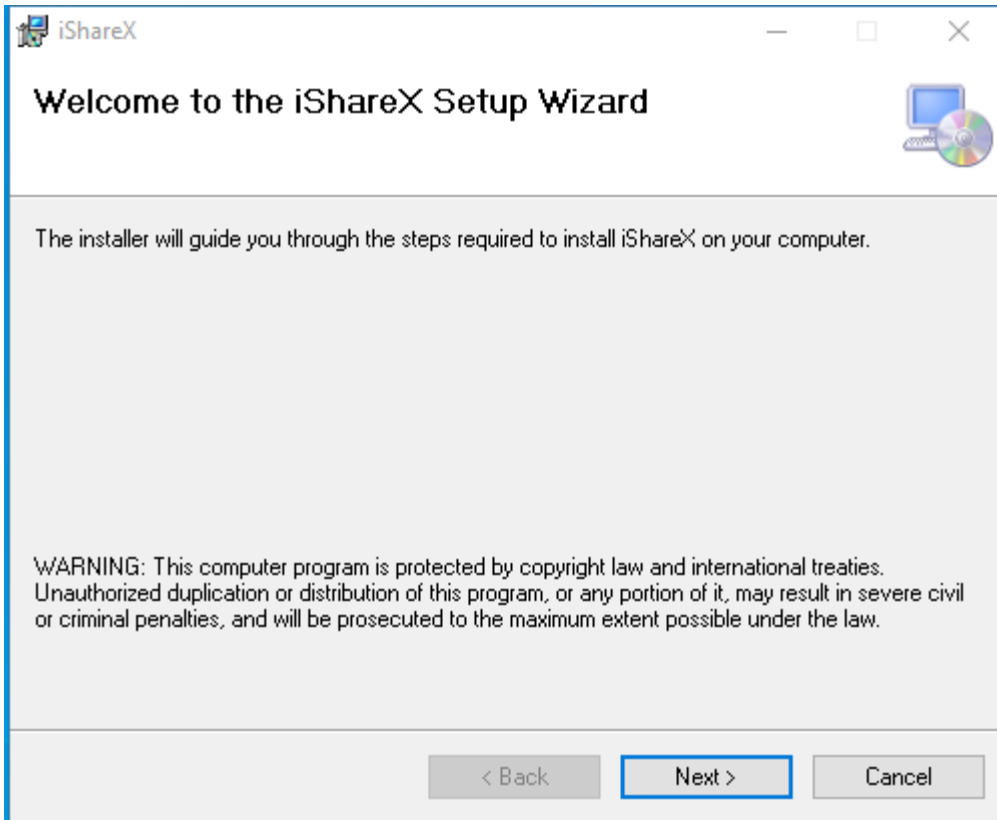 iShareX
Welcome to the iShareX Setup Wizard
The installer will guide you through the steps required to install iShareX on your computer.
WARNING: This computer program is protected by copyright law and international treaties.
Unauthorized duplication or distribution of this program, or any portion of it, may result in severe civil
or criminal penalties, and will be prosecuted to the maximum extent possible under the law.
< Back
Next >
Cancel